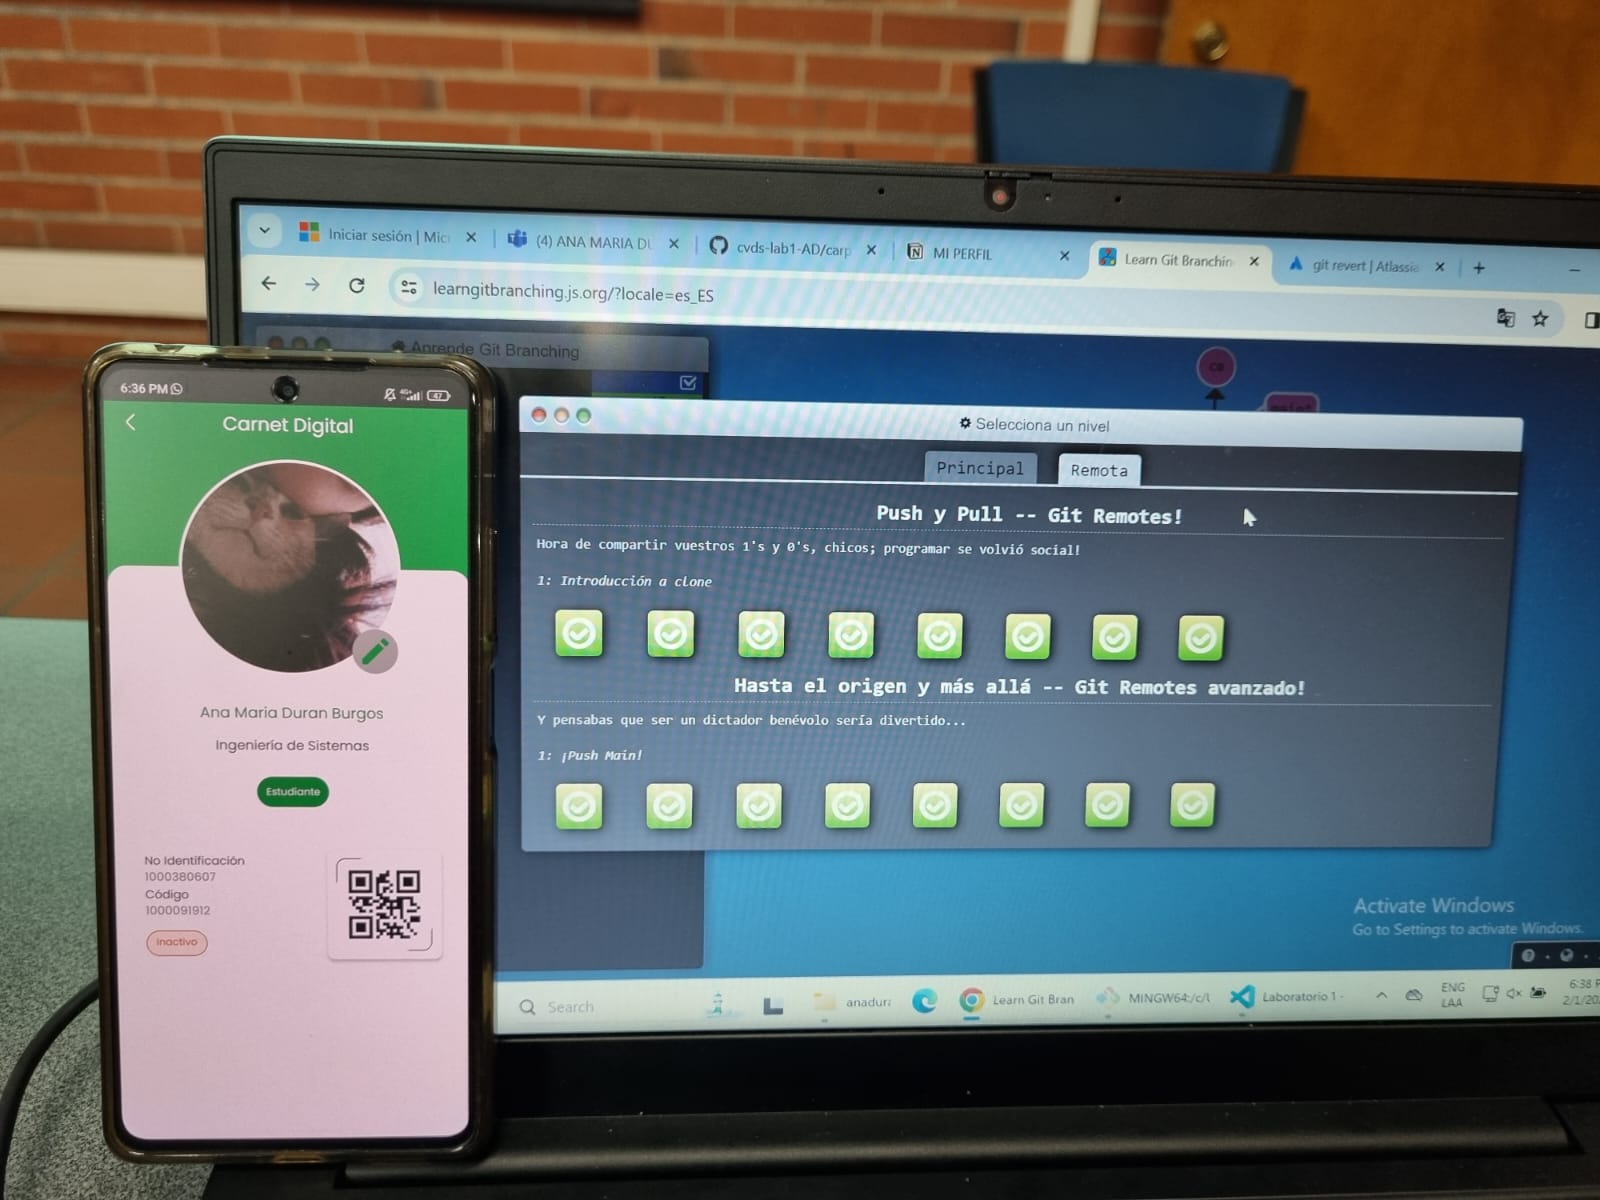 Iniciar sesión | Mic
(4) ANA MARIA DU
cvds-lab1-AD/carp
MI PERFIL
Learn Git Branchin
git revert | Atlassia
learngitbranching.js.org/?locale=es_ES
Aprende Git Branching
6:36 PM
47
Carnet Digital
Ana Maria Duran Burgos
Ingeniería de Sistemas
Estudiante
No Identificación
1000380607
Código
1000091912
Inactivo
Selecciona un nivel
Principal
Remota
Push y Pull -- Git Remotes!
Hora de compartir vuestros 1's y 0's, chicos; programar se volvió social!
1: Introducción a clone
Hasta el origen y más allá -- Git Remotes avanzado!
Y pensabas que ser un dictador benévolo sería divertido...
1: ¡Push Main!
Activate Windows
Go to Settings to activate Windows.
Search
Learn Git Bran
MINGW64:/c/
Laboratorio 1 -
ENG
LAA
6:38
2/1/20